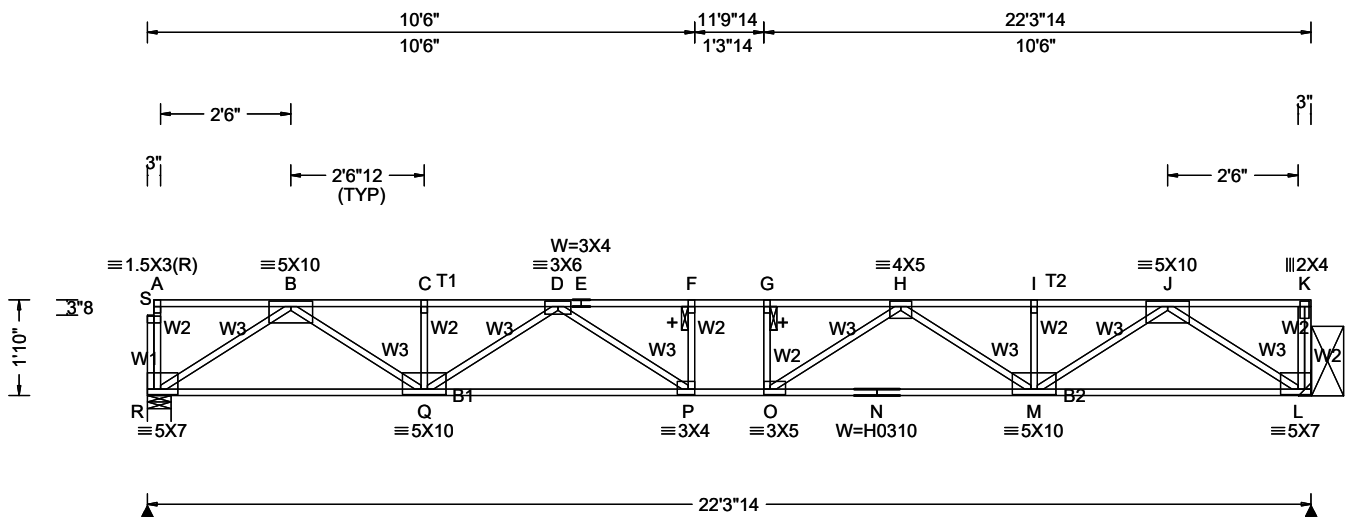 10'6" 11'9"14 22'3"14
10'6" 1'3"14 10'6"
2'6" 3"
3" 2'6"12 2'6"
(TYP)
W=3X4
≡1.5X3(R) ≡5X10 ≡3X6 ≡4X5 ≡5X10 |||2X4
A B C T1 D E F G H I T2 J K
S
3"8
1'10"
W1 W2 W3 W3 W2 W3 W3 W2 W2 W3 W3 W2 W3 W3 W2 W2
+ +
R Q B1 P O N M B2 L
≡5X7 ≡5X10 ≡3X4 ≡3X5 W=H0310 ≡5X10 ≡5X7
22'3"14